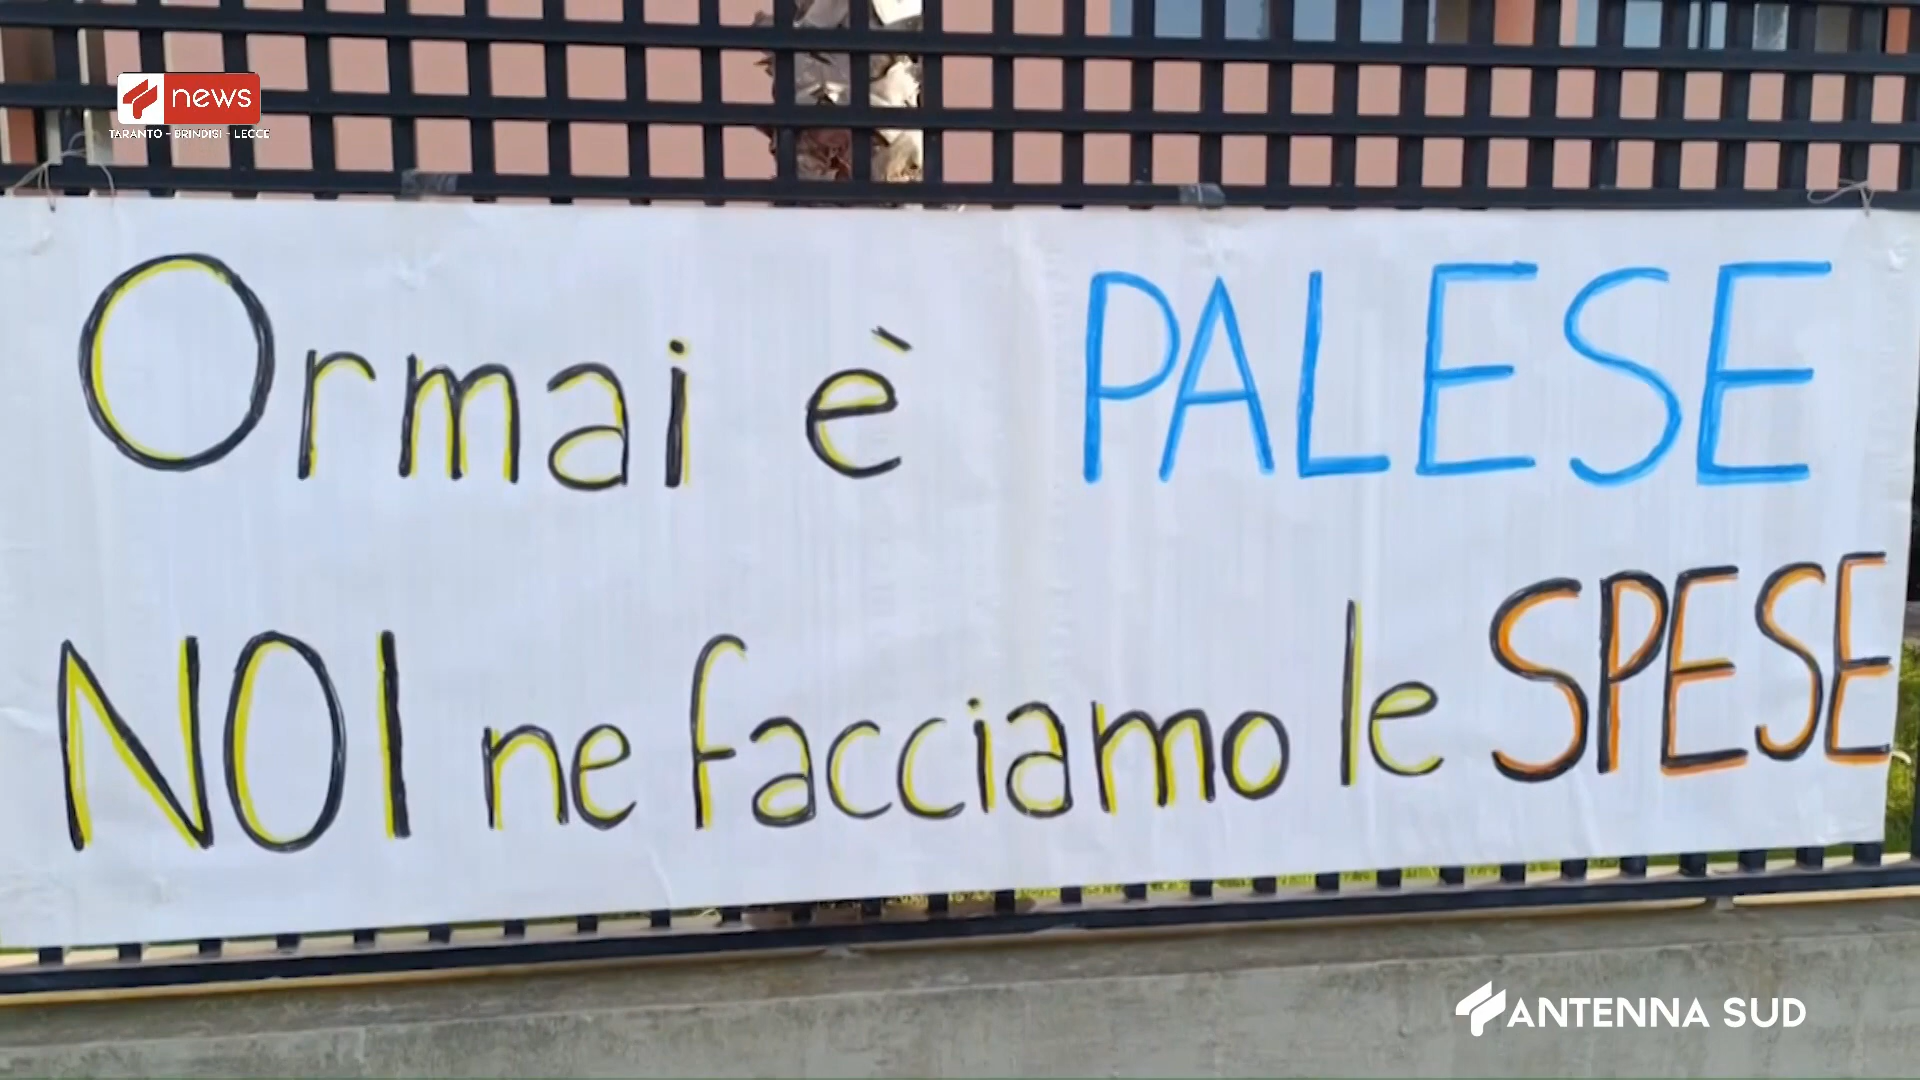 news
TARANTO - BRINDISI - LECCE
Ormai è PALESE
NOI ne facciamo le SPESE
ANTENNA SUD